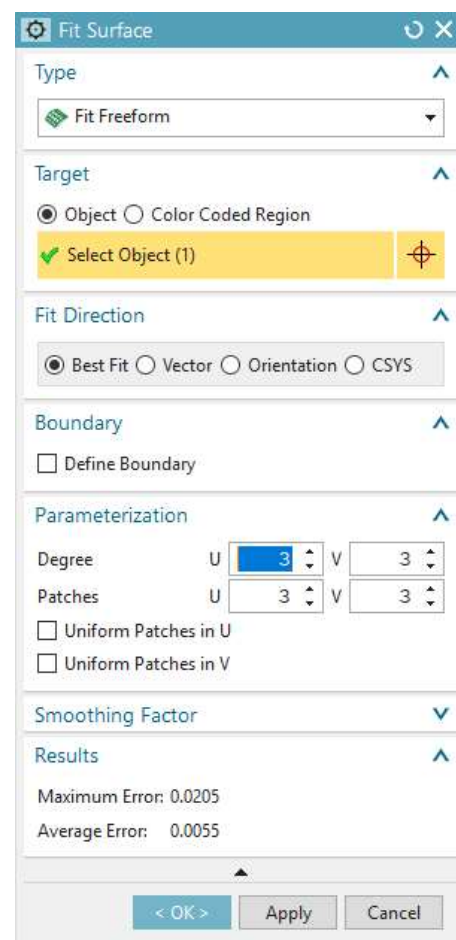 Fit Surface
Type
Fit Freeform
Target
Object Color Coded Region
Select Object (1)
Fit Direction
Best Fit Vector Orientation CSYS
Boundary
Define Boundary
Parameterization
Degree U 3 V 3
Patches U 3 V 3
Uniform Patches in U
Uniform Patches in V
Smoothing Factor
Results
Maximum Error: 0.0205
Average Error: 0.0055
< OK > Apply Cancel